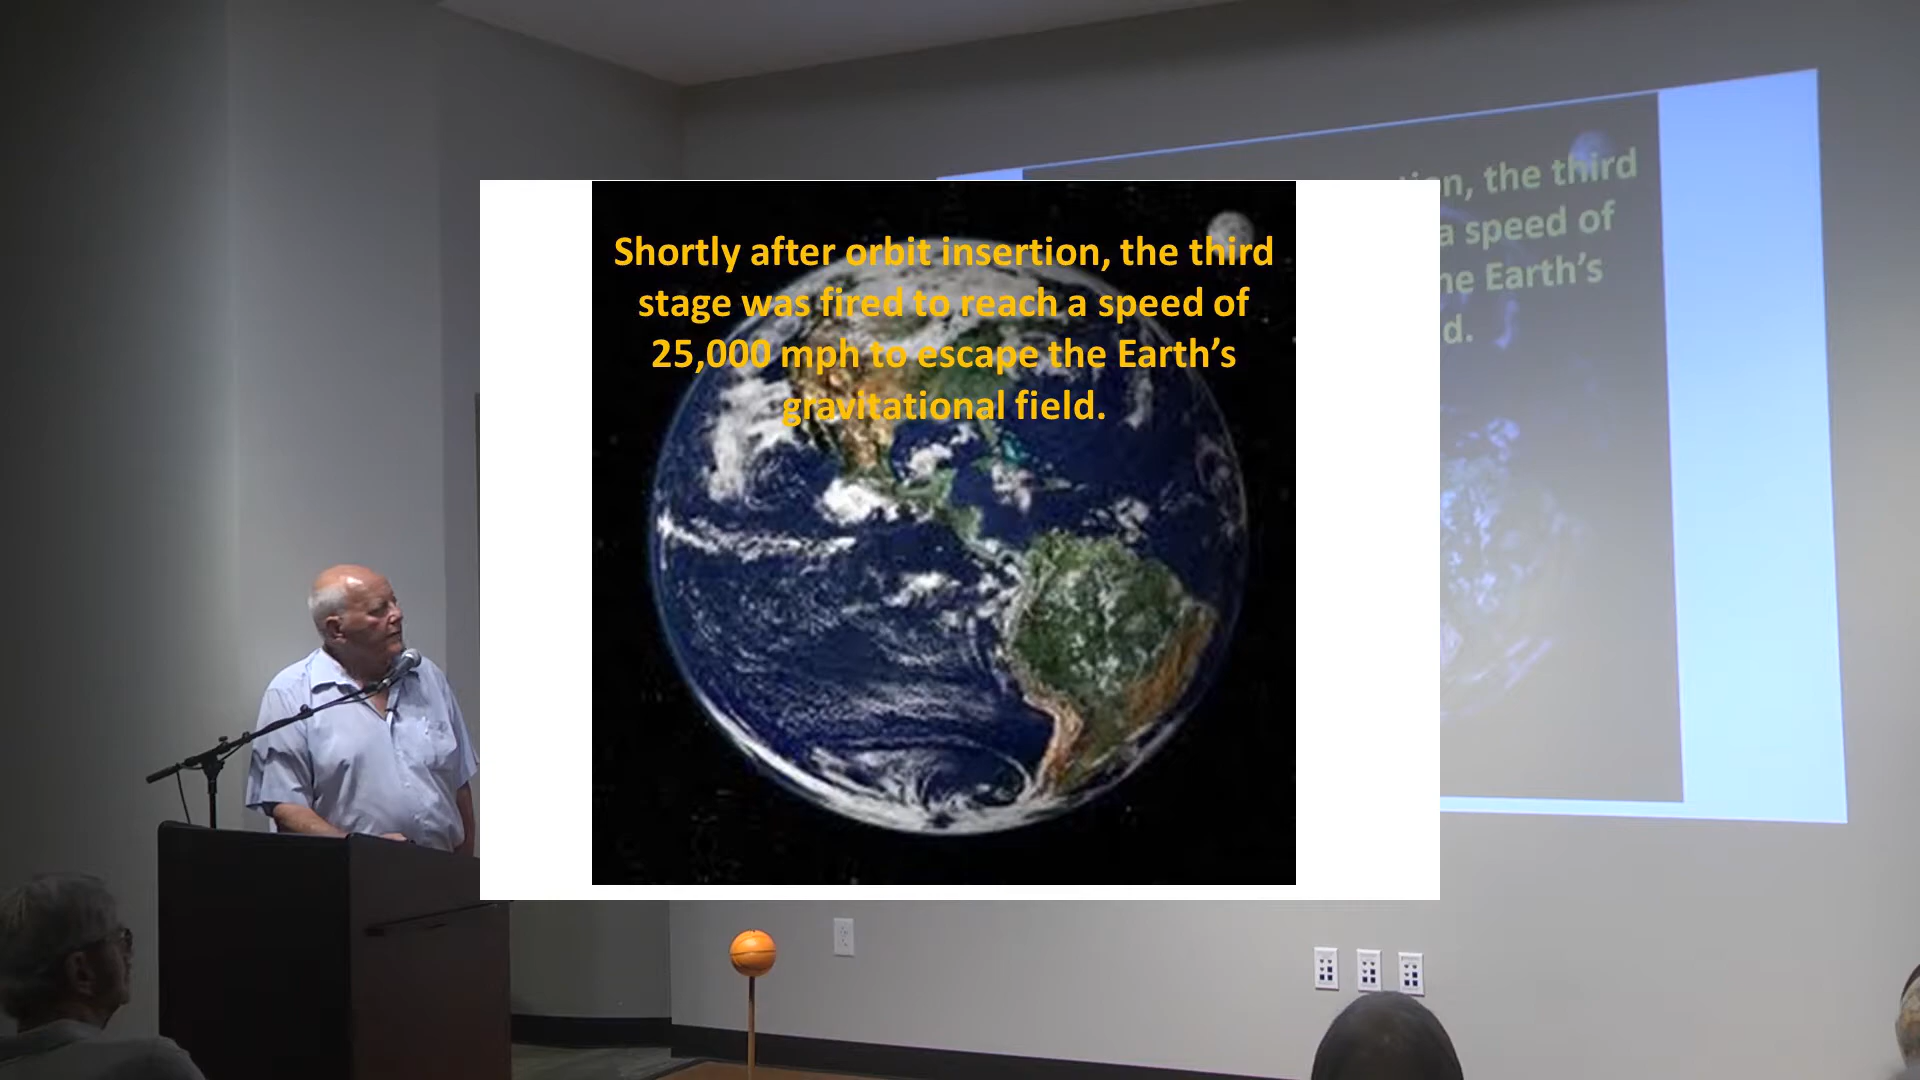 Shortly after orbit insertion, the third
stage was fired to reach a speed of
25,000 mph to escape the Earth’s
gravitational field.
n, the third
a speed of
he Earth’s
d.